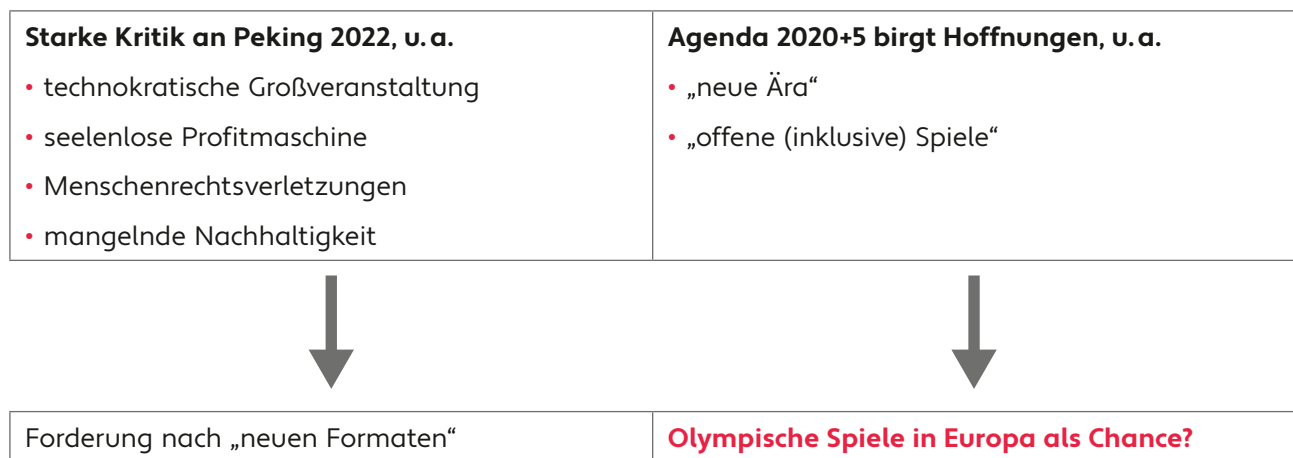 Starke Kritik an Peking 2022, u. a.
• technokratische Großveranstaltung
• seelenlose Profitmaschine
• Menschenrechtsverletzungen
• mangelnde Nachhaltigkeit
Agenda 2020+5 birgt Hoffnungen, u. a.
• „neue Ära“
• „offene (inklusive) Spiele“
Forderung nach „neuen Formaten“
Olympische Spiele in Europa als Chance?